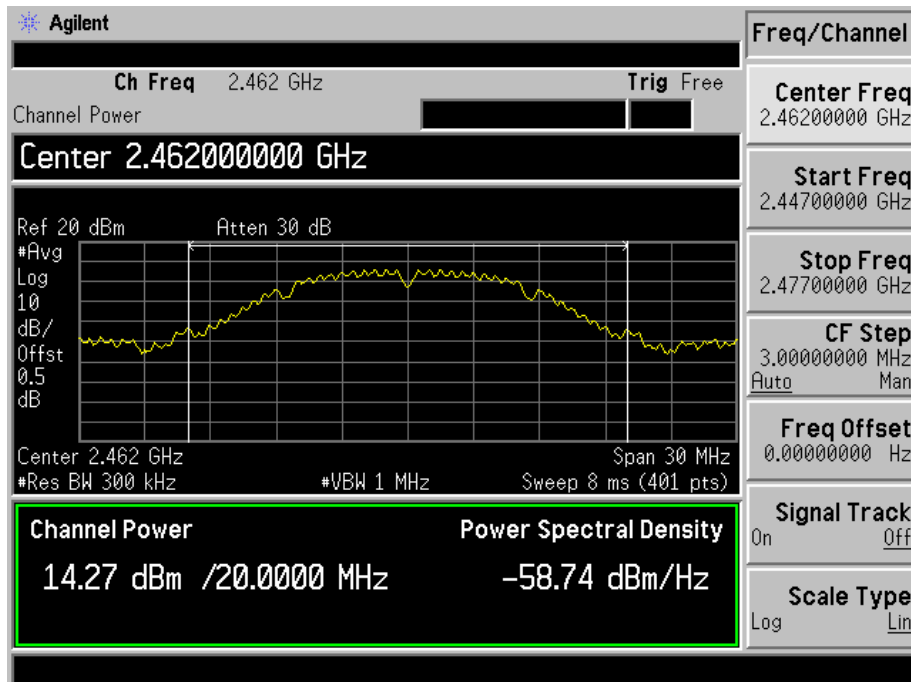 Agilent
Ch Freq 2.462 GHz Trig Free
Channel Power
Center 2.462000000 GHz
Ref 20 dBm Atten 30 dB
#Avg
Log
10
dB/
Offst
0.5
dB
Center 2.462 GHz Span 30 MHz
#Res BW 300 kHz #VBW 1 MHz Sweep 8 ms (401 pts)
Channel Power Power Spectral Density
14.27 dBm /20.0000 MHz -58.74 dBm/Hz
Freq/Channel
Center Freq
2.46200000 GHz
Start Freq
2.44700000 GHz
Stop Freq
2.47700000 GHz
CF Step
3.00000000 MHz
Auto Man
Freq Offset
0.00000000 Hz
Signal Track
On Off
Scale Type
Log Lin